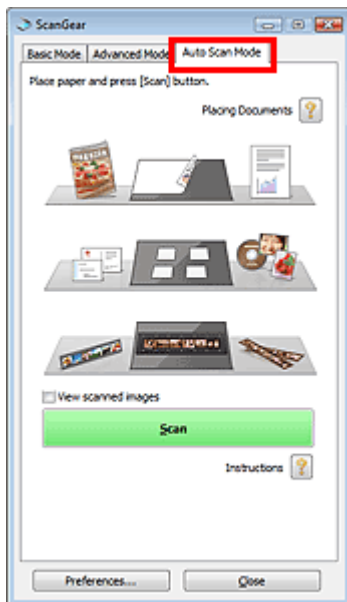 ScanGear
Basic Mode Advanced Mode Auto Scan Mode
Place paper and press [Scan] button.
Placing Documents ?
View scanned images
Scan
Instructions ?
Preferences... Close